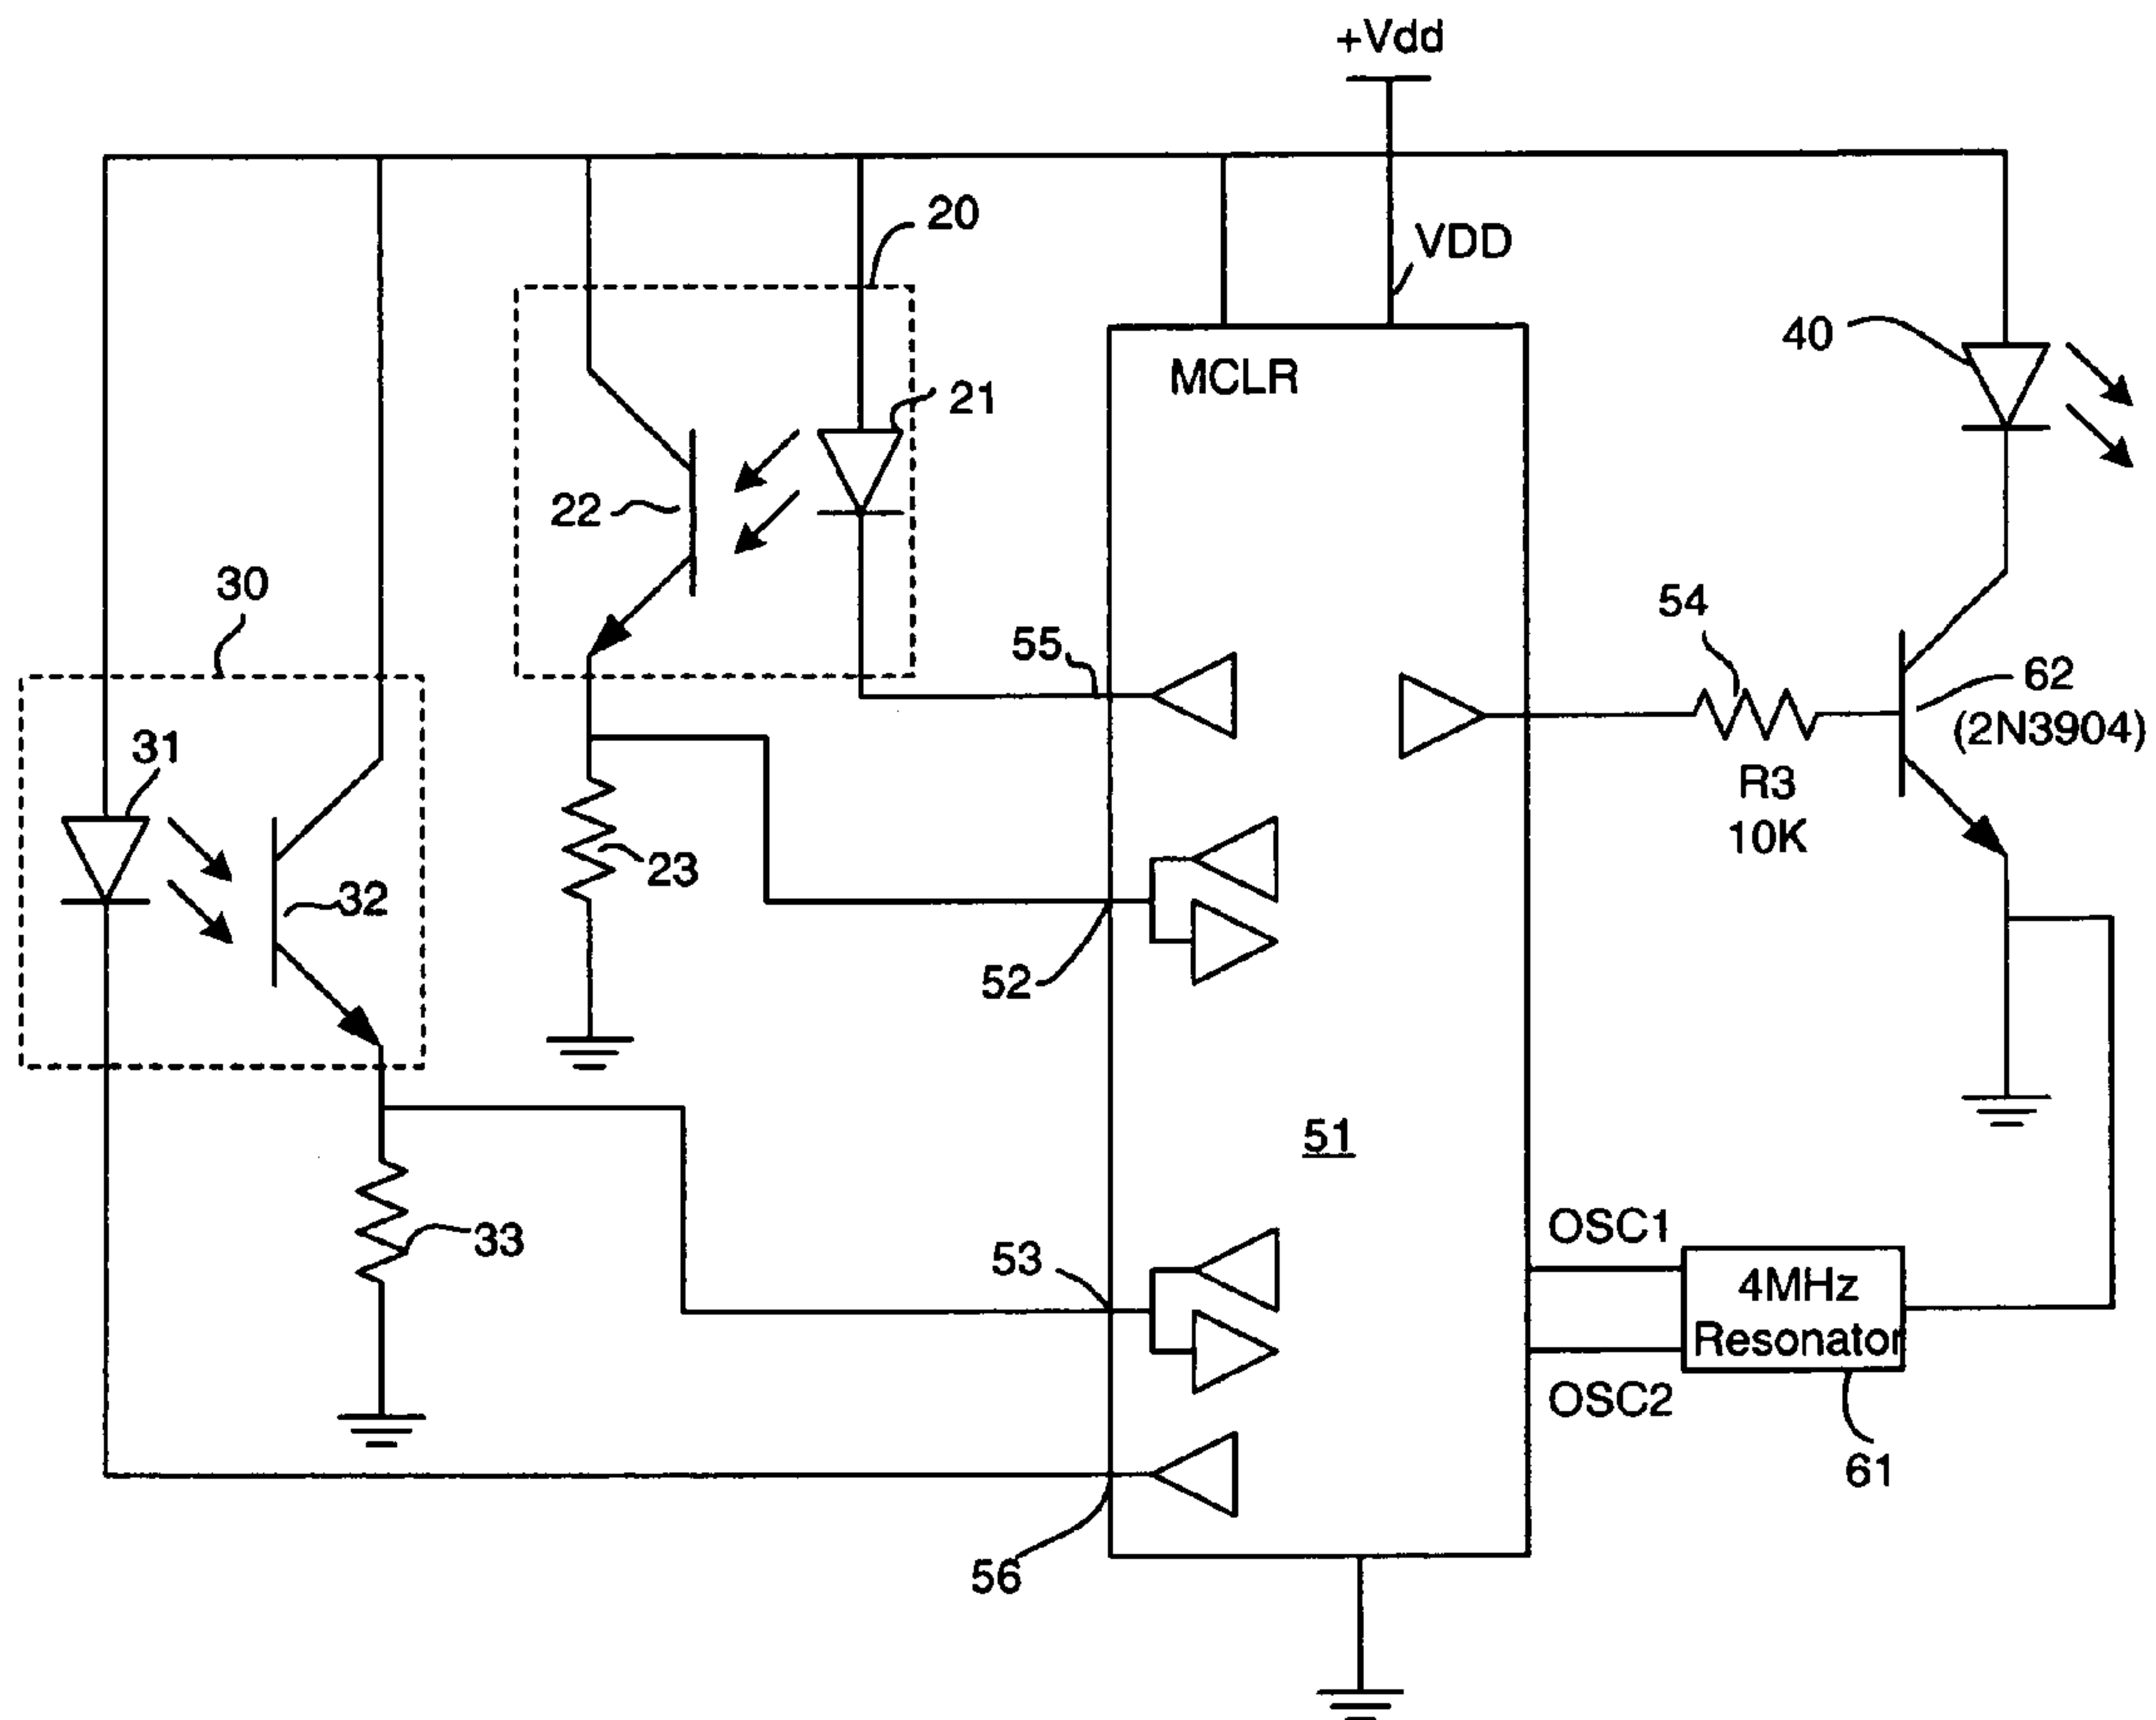 +Vdd
20
VDD
40
MCLR
21
22
30
54
55
62
(2N3904)
31
R3
10K
23
32
52
51
OSC1
33
53
4MHz
Resonator
OSC2
61
56